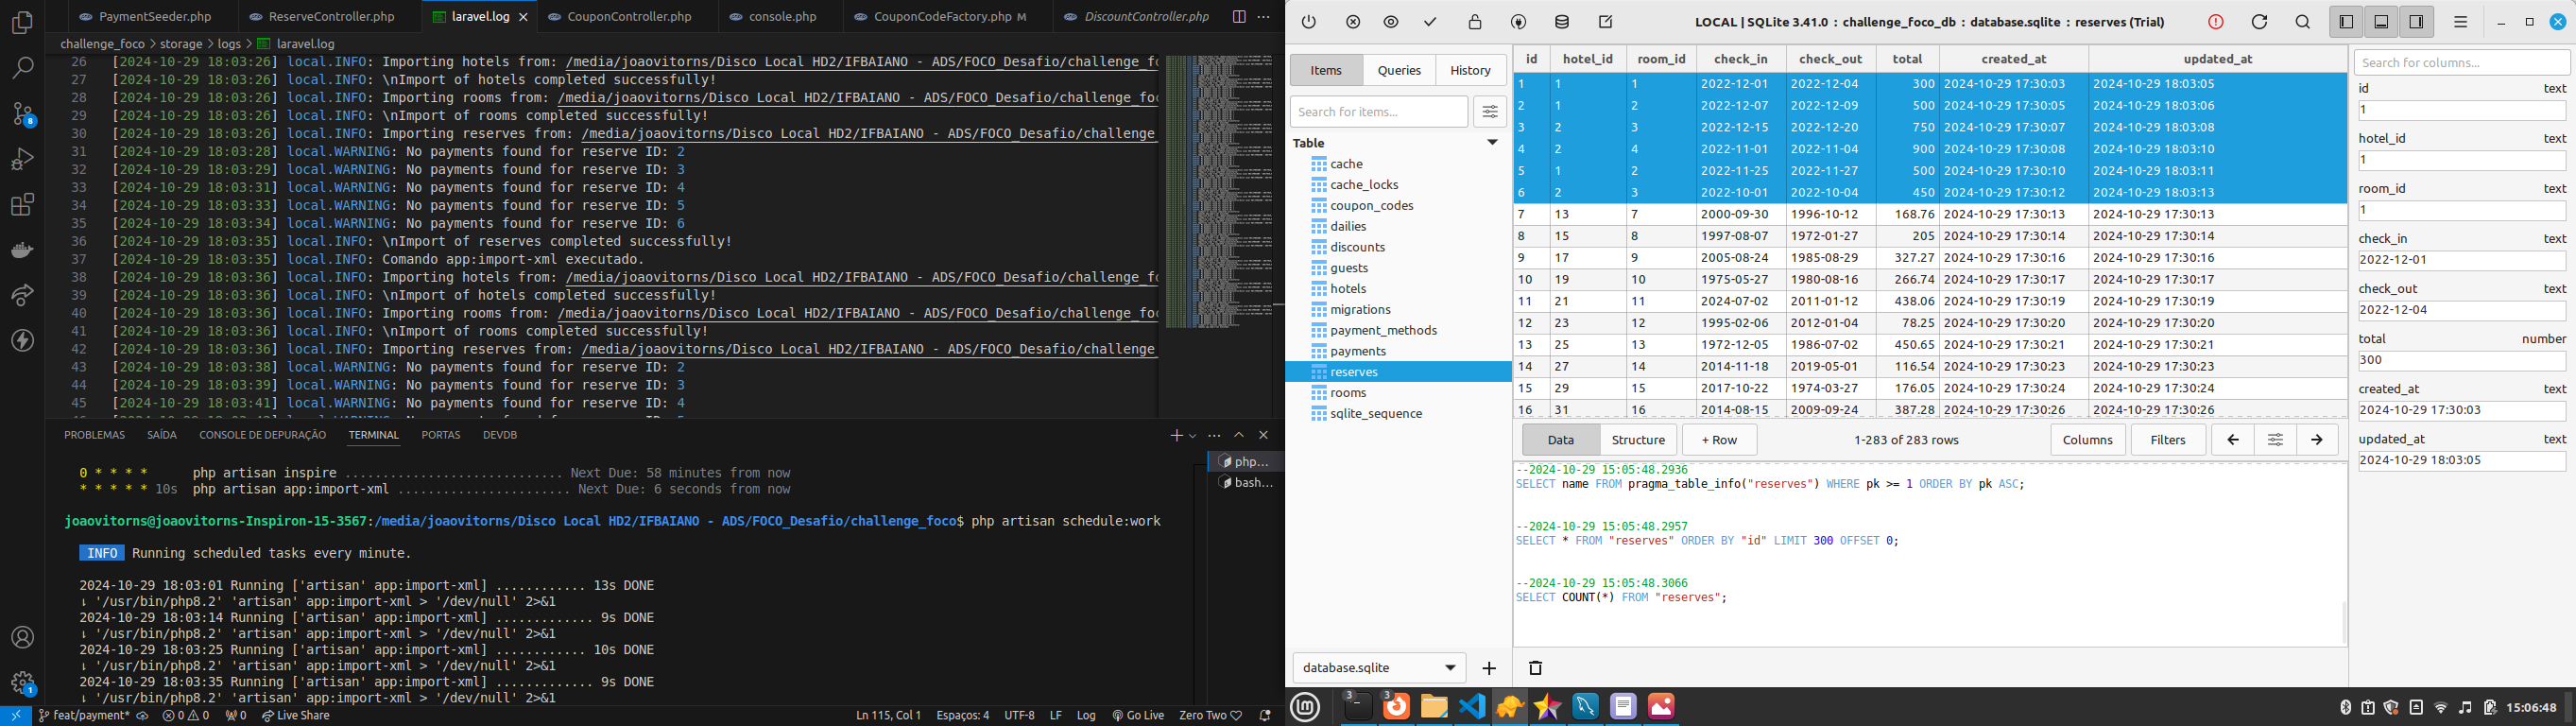 PaymentSeeder.php
ReserveController.php
laravel.log
CouponController.php
console.php
CouponCodeFactory.php M
DiscountController.php
challenge_foco > storage > logs > laravel.log
26 [2024-10-29 18:03:26] local.INFO: Importing hotels from: /media/joaovitorns/Disco Local HD2/IFBAIANO - ADS/FOCO_Desafio/challenge_fo
27 [2024-10-29 18:03:26] local.INFO: \nImport of hotels completed successfully!
28 [2024-10-29 18:03:26] local.INFO: Importing rooms from: /media/joaovitorns/Disco Local HD2/IFBAIANO - ADS/FOCO_Desafio/challenge_foc
29 [2024-10-29 18:03:26] local.INFO: \nImport of rooms completed successfully!
30 [2024-10-29 18:03:26] local.INFO: Importing reserves from: /media/joaovitorns/Disco Local HD2/IFBAIANO - ADS/FOCO_Desafio/challenge_
31 [2024-10-29 18:03:28] local.WARNING: No payments found for reserve ID: 2
32 [2024-10-29 18:03:29] local.WARNING: No payments found for reserve ID: 3
33 [2024-10-29 18:03:31] local.WARNING: No payments found for reserve ID: 4
34 [2024-10-29 18:03:33] local.WARNING: No payments found for reserve ID: 5
35 [2024-10-29 18:03:34] local.WARNING: No payments found for reserve ID: 6
36 [2024-10-29 18:03:35] local.INFO: \nImport of reserves completed successfully!
37 [2024-10-29 18:03:35] local.INFO: Comando app:import-xml executado.
38 [2024-10-29 18:03:36] local.INFO: Importing hotels from: /media/joaovitorns/Disco Local HD2/IFBAIANO - ADS/FOCO_Desafio/challenge_fo
39 [2024-10-29 18:03:36] local.INFO: \nImport of hotels completed successfully!
40 [2024-10-29 18:03:36] local.INFO: Importing rooms from: /media/joaovitorns/Disco Local HD2/IFBAIANO - ADS/FOCO_Desafio/challenge_foc
41 [2024-10-29 18:03:36] local.INFO: \nImport of rooms completed successfully!
42 [2024-10-29 18:03:36] local.INFO: Importing reserves from: /media/joaovitorns/Disco Local HD2/IFBAIANO - ADS/FOCO_Desafio/challenge_
43 [2024-10-29 18:03:38] local.WARNING: No payments found for reserve ID: 2
44 [2024-10-29 18:03:39] local.WARNING: No payments found for reserve ID: 3
45 [2024-10-29 18:03:41] local.WARNING: No payments found for reserve ID: 4
PROBLEMAS SAÍDA CONSOLE DE DEPURAÇÃO TERMINAL PORTAS DEVDB
0 * * * * php artisan inspire ............................. Next Due: 58 minutes from now
* * * * * 10s php artisan app:import-xml ....................... Next Due: 6 seconds from now
joaovitorns@joaovitorns-Inspiron-15-3567:/media/joaovitorns/Disco Local HD2/IFBAIANO - ADS/FOCO_Desafio/challenge_foco$ php artisan schedule:work
INFO Running scheduled tasks every minute.
2024-10-29 18:03:01 Running ['artisan' app:import-xml] ............ 13s DONE
⇂ '/usr/bin/php8.2' 'artisan' app:import-xml > '/dev/null' 2>&1
2024-10-29 18:03:14 Running ['artisan' app:import-xml] ............. 9s DONE
⇂ '/usr/bin/php8.2' 'artisan' app:import-xml > '/dev/null' 2>&1
2024-10-29 18:03:25 Running ['artisan' app:import-xml] ............ 10s DONE
⇂ '/usr/bin/php8.2' 'artisan' app:import-xml > '/dev/null' 2>&1
2024-10-29 18:03:35 Running ['artisan' app:import-xml] ............. 9s DONE
⇂ '/usr/bin/php8.2' 'artisan' app:import-xml > '/dev/null' 2>&1
php...
bash...
8
1
feat/payment* 0 0 0 Live Share Ln 115, Col 1 Espaços: 4 UTF-8 LF Log Go Live Zero Two
LOCAL | SQLite 3.41.0 : challenge_foco_db : database.sqlite : reserves (Trial)
Items Queries History
Search for items...
Table
cache
cache_locks
coupon_codes
dailies
discounts
guests
hotels
migrations
payment_methods
payments
reserves
rooms
sqlite_sequence
database.sqlite
id hotel_id room_id check_in check_out total created_at updated_at
1 1 1 2022-12-01 2022-12-04 300 2024-10-29 17:30:03 2024-10-29 18:03:05
2 1 2 2022-12-07 2022-12-09 500 2024-10-29 17:30:05 2024-10-29 18:03:06
3 2 3 2022-12-15 2022-12-20 750 2024-10-29 17:30:07 2024-10-29 18:03:08
4 2 4 2022-11-01 2022-11-04 900 2024-10-29 17:30:08 2024-10-29 18:03:10
5 1 2 2022-11-25 2022-11-27 500 2024-10-29 17:30:10 2024-10-29 18:03:11
6 2 3 2022-10-01 2022-10-04 450 2024-10-29 17:30:12 2024-10-29 18:03:13
7 13 7 2000-09-30 1996-10-12 168.76 2024-10-29 17:30:13 2024-10-29 17:30:13
8 15 8 1997-08-07 1972-01-27 205 2024-10-29 17:30:14 2024-10-29 17:30:14
9 17 9 2005-08-24 1985-08-29 327.27 2024-10-29 17:30:16 2024-10-29 17:30:16
10 19 10 1975-05-27 1980-08-16 266.74 2024-10-29 17:30:17 2024-10-29 17:30:17
11 21 11 2024-07-02 2011-01-12 438.06 2024-10-29 17:30:19 2024-10-29 17:30:19
12 23 12 1995-02-06 2012-01-04 78.25 2024-10-29 17:30:20 2024-10-29 17:30:20
13 25 13 1972-12-05 1986-07-02 450.65 2024-10-29 17:30:21 2024-10-29 17:30:21
14 27 14 2014-11-18 2019-05-01 116.54 2024-10-29 17:30:23 2024-10-29 17:30:23
15 29 15 2017-10-22 1974-03-27 176.05 2024-10-29 17:30:24 2024-10-29 17:30:24
16 31 16 2014-08-15 2009-09-24 387.28 2024-10-29 17:30:26 2024-10-29 17:30:26
Data Structure + Row 1-283 of 283 rows Columns Filters
--2024-10-29 15:05:48.2936
SELECT name FROM pragma_table_info("reserves") WHERE pk >= 1 ORDER BY pk ASC;
--2024-10-29 15:05:48.2957
SELECT * FROM "reserves" ORDER BY "id" LIMIT 300 OFFSET 0;
--2024-10-29 15:05:48.3066
SELECT COUNT(*) FROM "reserves";
Search for columns...
id text
1
hotel_id text
1
room_id text
1
check_in text
2022-12-01
check_out text
2022-12-04
total number
300
created_at text
2024-10-29 17:30:03
updated_at text
2024-10-29 18:03:05
3 3
15:06:48